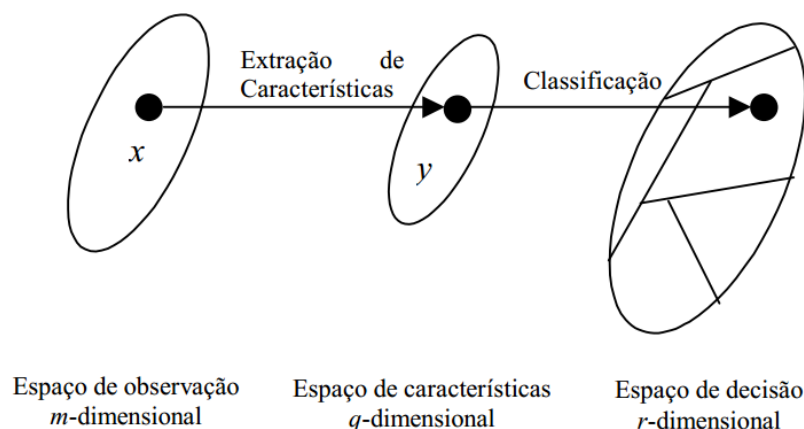 Extração de
Características
Classificação
x
y
Espaço de observação
m-dimensional
Espaço de características
q-dimensional
Espaço de decisão
r-dimensional